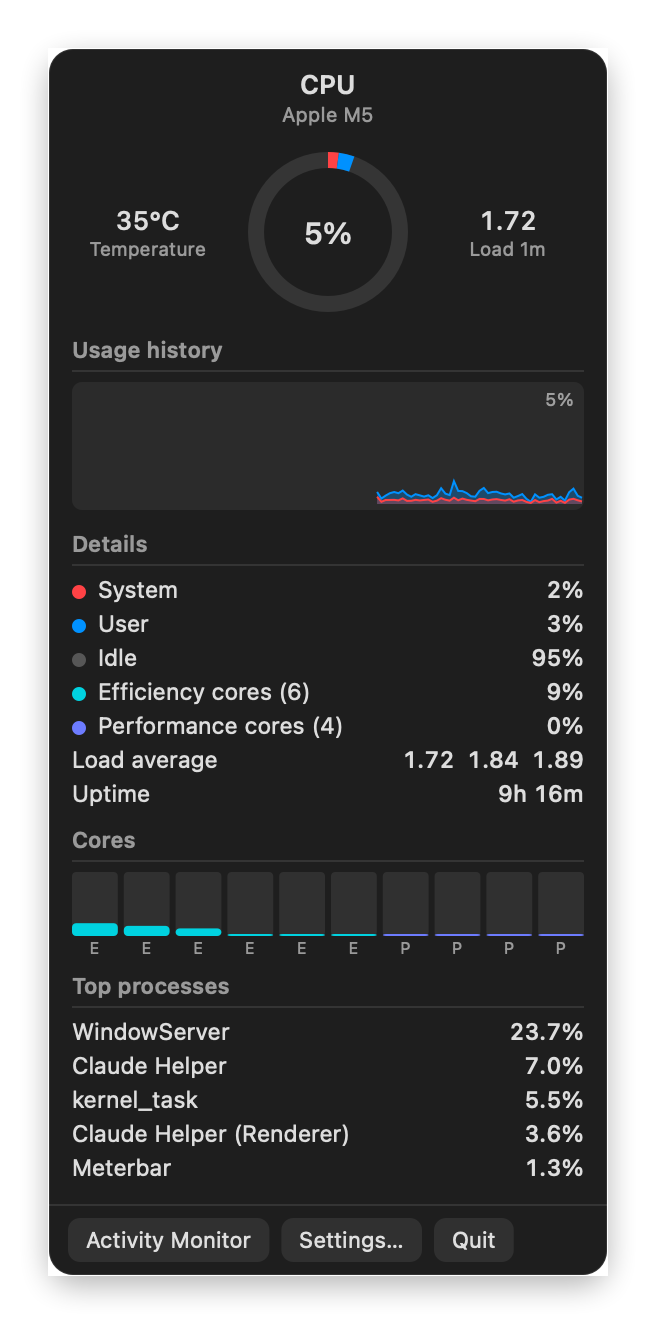 CPU
Apple M5
35°C
Temperature
5%
1.72
Load 1m
Usage history
5%
Details
System 2%
User 3%
Idle 95%
Efficiency cores (6) 9%
Performance cores (4) 0%
Load average 1.72 1.84 1.89
Uptime 9h 16m
Cores
E E E E E E P P P P
Top processes
WindowServer 23.7%
Claude Helper 7.0%
kernel_task 5.5%
Claude Helper (Renderer) 3.6%
Meterbar 1.3%
Activity Monitor Settings... Quit